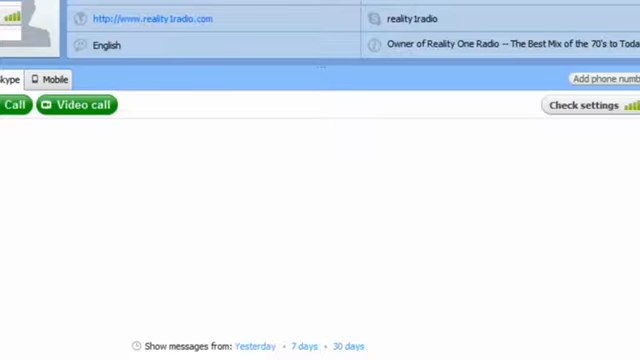 http://www.reality1radio.com
reality1radio
English
Owner of Reality One Radio -- The Best Mix of the 70's to Toda
kype
Mobile
Add phone numb
Call
Video call
Check settings
Show messages from: Yesterday • 7 days • 30 days